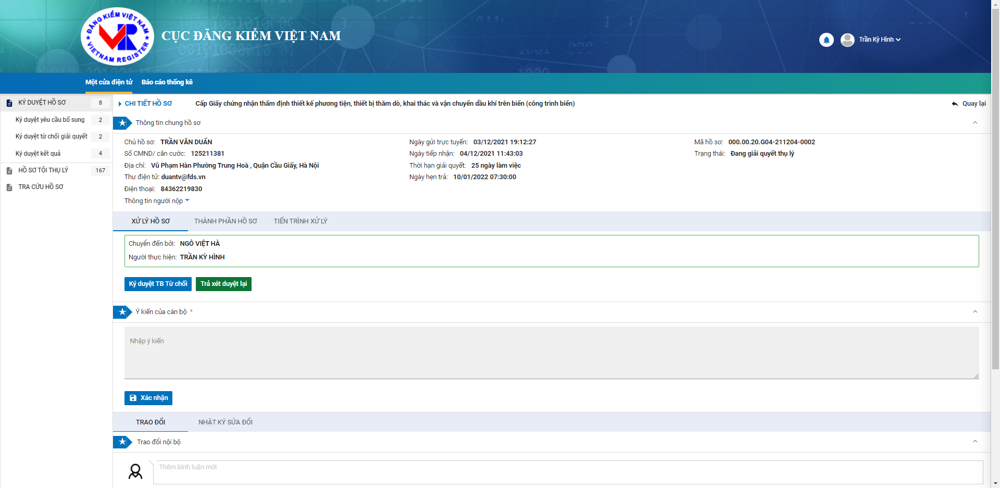 ĐĂNG KIỂM VIỆT NAM
VR
VIETNAM REGISTER
CỤC ĐĂNG KIỂM VIỆT NAM
Trần Kỳ Hình
Một cửa điện tử
Báo cáo thống kê
KÝ DUYỆT HỒ SƠ 8
Ký duyệt yêu cầu bổ sung 2
Ký duyệt từ chối giải quyết 2
Ký duyệt kết quả 4
HỒ SƠ TÔI THỤ LÝ 167
TRA CỨU HỒ SƠ
CHI TIẾT HỒ SƠ
Cấp Giấy chứng nhận thẩm định thiết kế phương tiện, thiết bị thăm dò, khai thác và vận chuyển dầu khí trên biển (công trình biển)
Quay lại
Thông tin chung hồ sơ
Chủ hồ sơ: TRẦN VĂN DUẨN
Số CMND/ căn cước: 125211381
Địa chỉ: Vũ Phạm Hàn Phường Trung Hoà , Quận Cầu Giấy, Hà Nội
Thư điện tử: duantv@fds.vn
Điện thoại: 84362219830
Thông tin người nộp
Ngày gửi trực tuyến: 03/12/2021 19:12:27
Ngày tiếp nhận: 04/12/2021 11:43:03
Thời hạn giải quyết: 25 ngày làm việc
Ngày hẹn trả: 10/01/2022 07:30:00
Mã hồ sơ: 000.00.20.G04-211204-0002
Trạng thái: Đang giải quyết thụ lý
XỬ LÝ HỒ SƠ
THÀNH PHẦN HỒ SƠ
TIẾN TRÌNH XỬ LÝ
Chuyển đến bởi: NGÔ VIỆT HÀ
Người thực hiện: TRẦN KỲ HÌNH
Ký duyệt TB Từ chối
Trả xét duyệt lại
Ý kiến của cán bộ *
Nhập ý kiến
Xác nhận
TRAO ĐỔI
NHẬT KÝ SỬA ĐỔI
Trao đổi nội bộ
Thêm bình luận mới